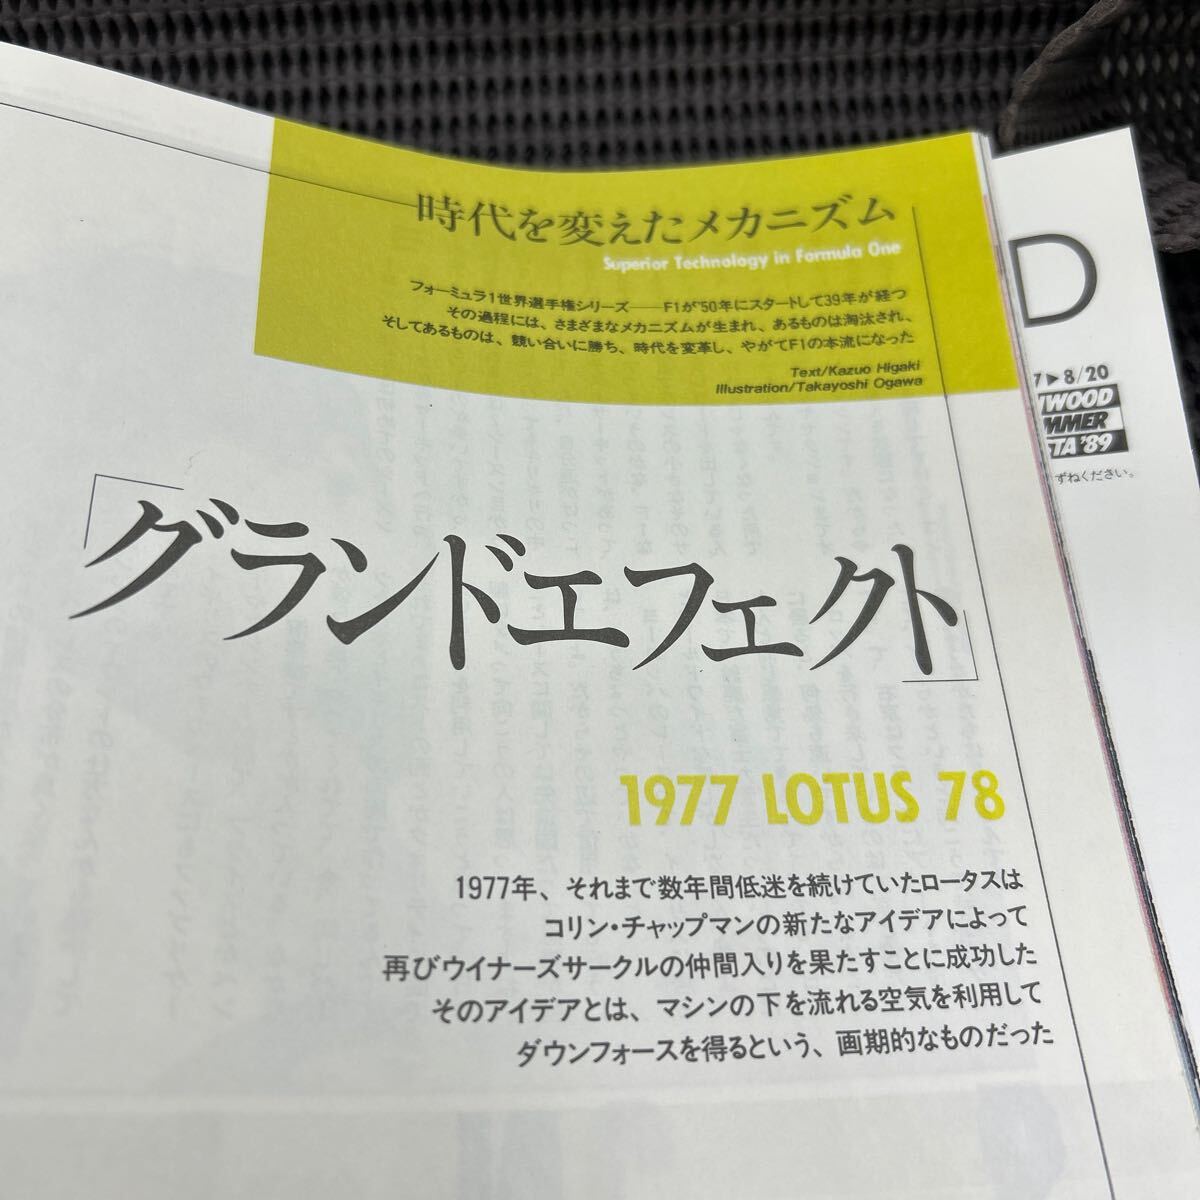 時代を変えたメカニズム
Superior Technology in Formula One
フォーミュラ1世界選手権シリーズ――F1が'50年にスタートして39年が経つ
その過程には、さまざまなメカニズムが生まれ、あるものは淘汰され、
そしてあるものは、競い合いに勝ち、時代を変革し、やがてF1の本流になった
Text/Kazuo Higaki
Illustration/Takayoshi Ogawa
「グランドエフェクト」
1977 LOTUS 78
1977年、それまで数年間低迷を続けていたロータスは
コリン・チャップマンの新たなアイデアによって
再びウイナーズサークルの仲間入りを果たすことに成功した
そのアイデアとは、マシンの下を流れる空気を利用して
ダウンフォースを得るという、画期的なものだった
D
7▶8/20
WOOD
MMER
STA'89
ずねください。